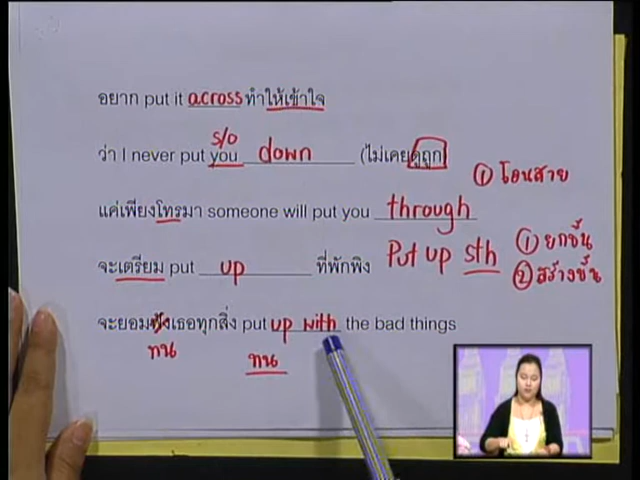 อยาก put it across ทำให้เข้าใจ
s/o
ว่า I never put you down (ไม่เคยดูถูก)
① โอนสาย
แค่เพียงโทรมา someone will put you through
Put up sth ① ยกขึ้น
② สร้างขึ้น
จะเตรียม put up ที่พักพิง
จะยอมฟังเธอทุกสิ่ง put up with the bad things
ทน
ทน